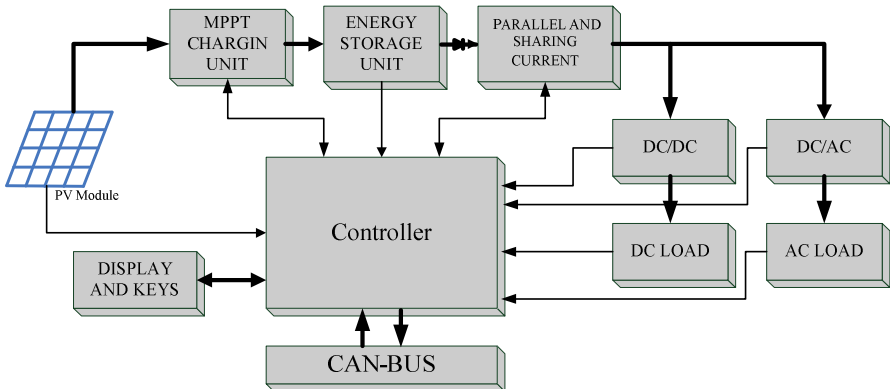 MPPT
CHARGIN
UNIT
ENERGY
STORAGE
UNIT
PARALLEL AND
SHARING
CURRENT
PV Module
DC/DC
DC/AC
Controller
DC LOAD
AC LOAD
DISPLAY
AND KEYS
CAN-BUS